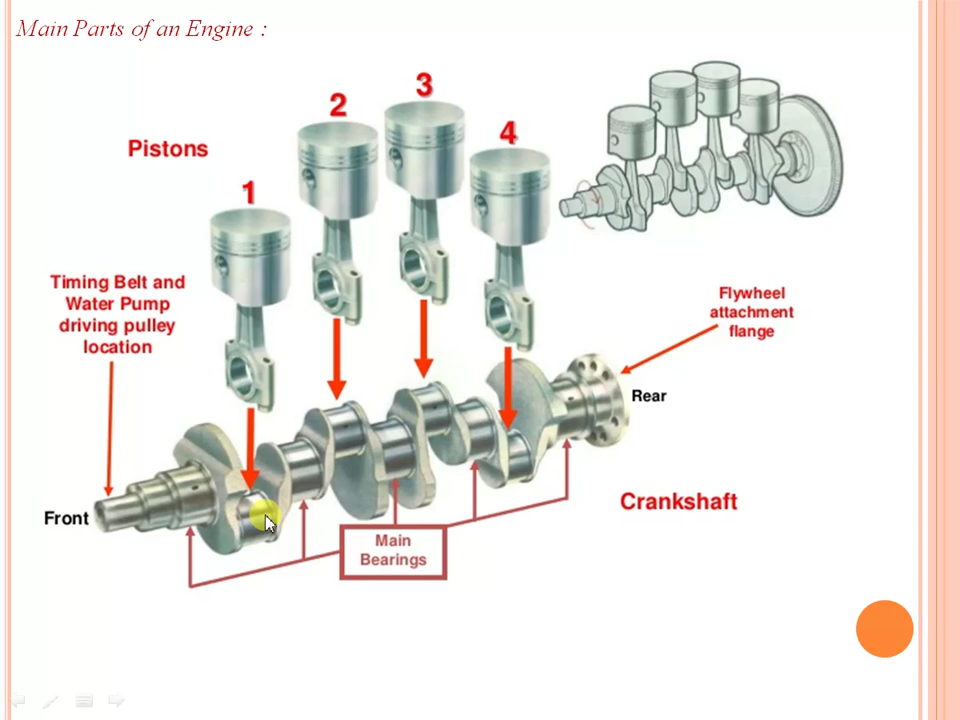 Main Parts of an Engine :
3
2
4
Pistons
1
Timing Belt and
Water Pump
driving pulley
location
Flywheel
attachment
flange
Rear
Crankshaft
Front
Main
Bearings